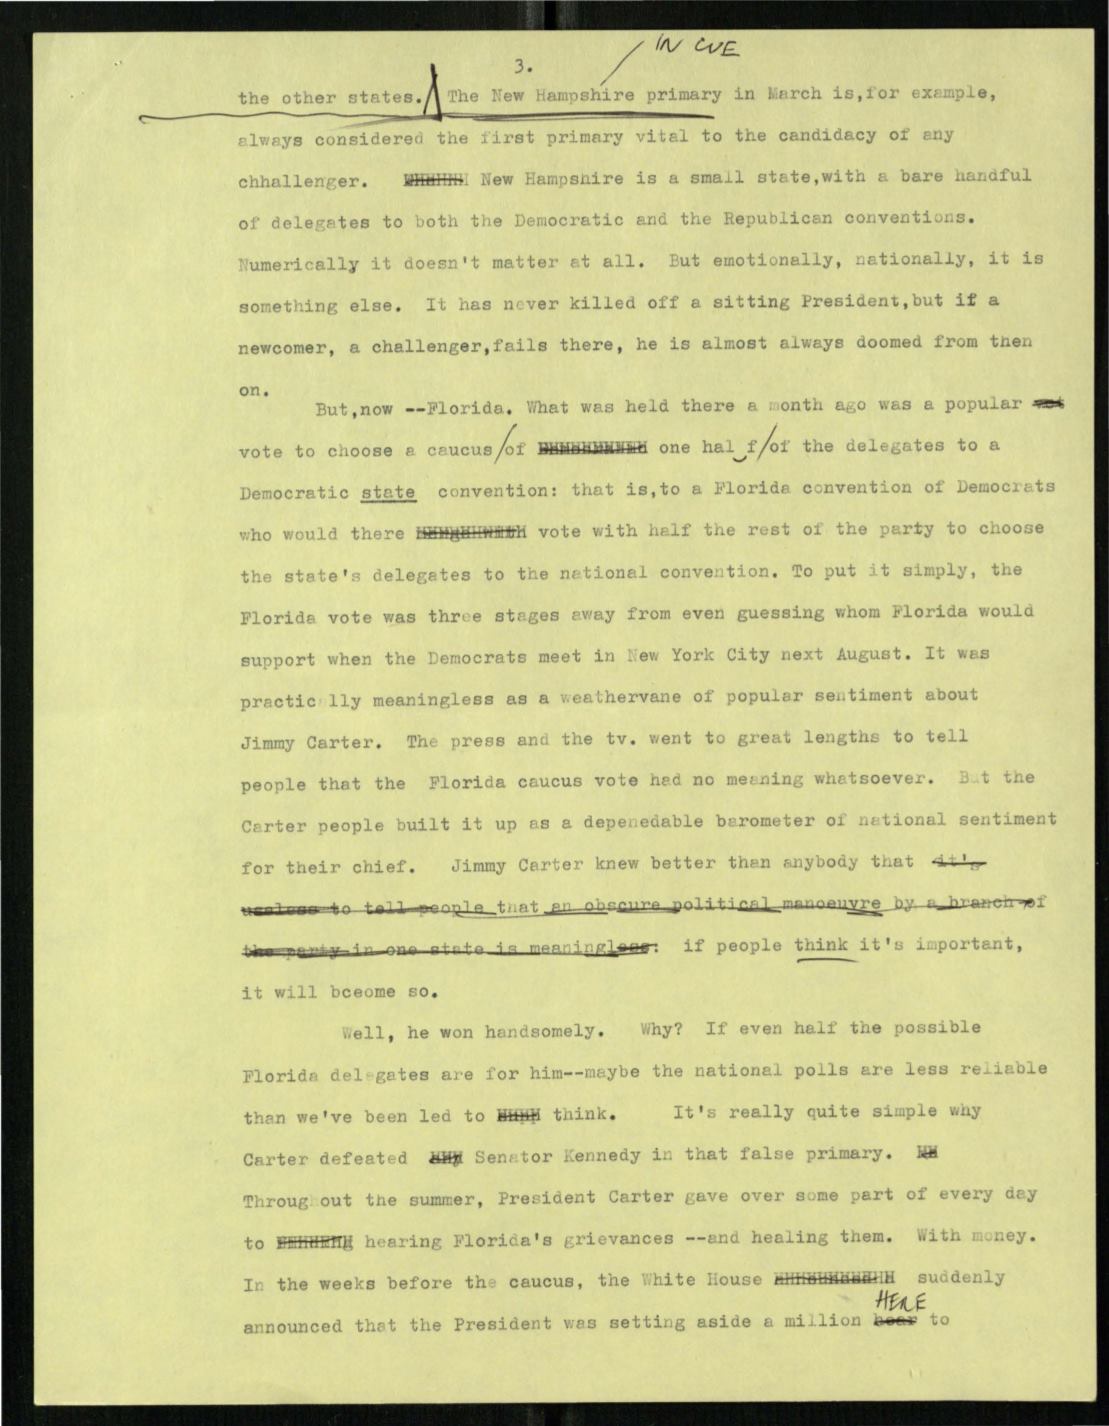 IN CUE
3.
the other states. The New Hampshire primary in March is,for example,
always considered the first primary vital to the candidacy of any
chhallenger. New Hampshire is a small state,with a bare handful
of delegates to both the Democratic and the Republican conventions.
Numerically it doesn't matter at all. But emotionally, nationally, it is
something else. It has never killed off a sitting President,but if a
newcomer, a challenger,fails there, he is almost always doomed from then
on.
But,now --Florida. What was held there a month ago was a popular
vote to choose a caucus/of one hal f/of the delegates to a
Democratic state convention: that is,to a Florida convention of Democrats
who would there vote with half the rest of the party to choose
the state's delegates to the national convention. To put it simply, the
Florida vote was three stages away from even guessing whom Florida would
support when the Democrats meet in New York City next August. It was
practically meaningless as a weathervane of popular sentiment about
Jimmy Carter. The press and the tv. went to great lengths to tell
people that the Florida caucus vote had no meaning whatsoever. But the
Carter people built it up as a depenedable barometer of national sentiment
for their chief. Jimmy Carter knew better than anybody that it's
useless to tell people that an obscure political manoeuvre by a branch of
the party in one state is meaningless: if people think it's important,
it will bceome so.
Well, he won handsomely. Why? If even half the possible
Florida delegates are for him--maybe the national polls are less reliable
than we've been led to think. It's really quite simple why
Carter defeated Senator Kennedy in that false primary.
Throughout the summer, President Carter gave over some part of every day
to hearing Florida's grievances --and healing them. With money.
In the weeks before the caucus, the White House suddenly
HERE
announced that the President was setting aside a million hear to